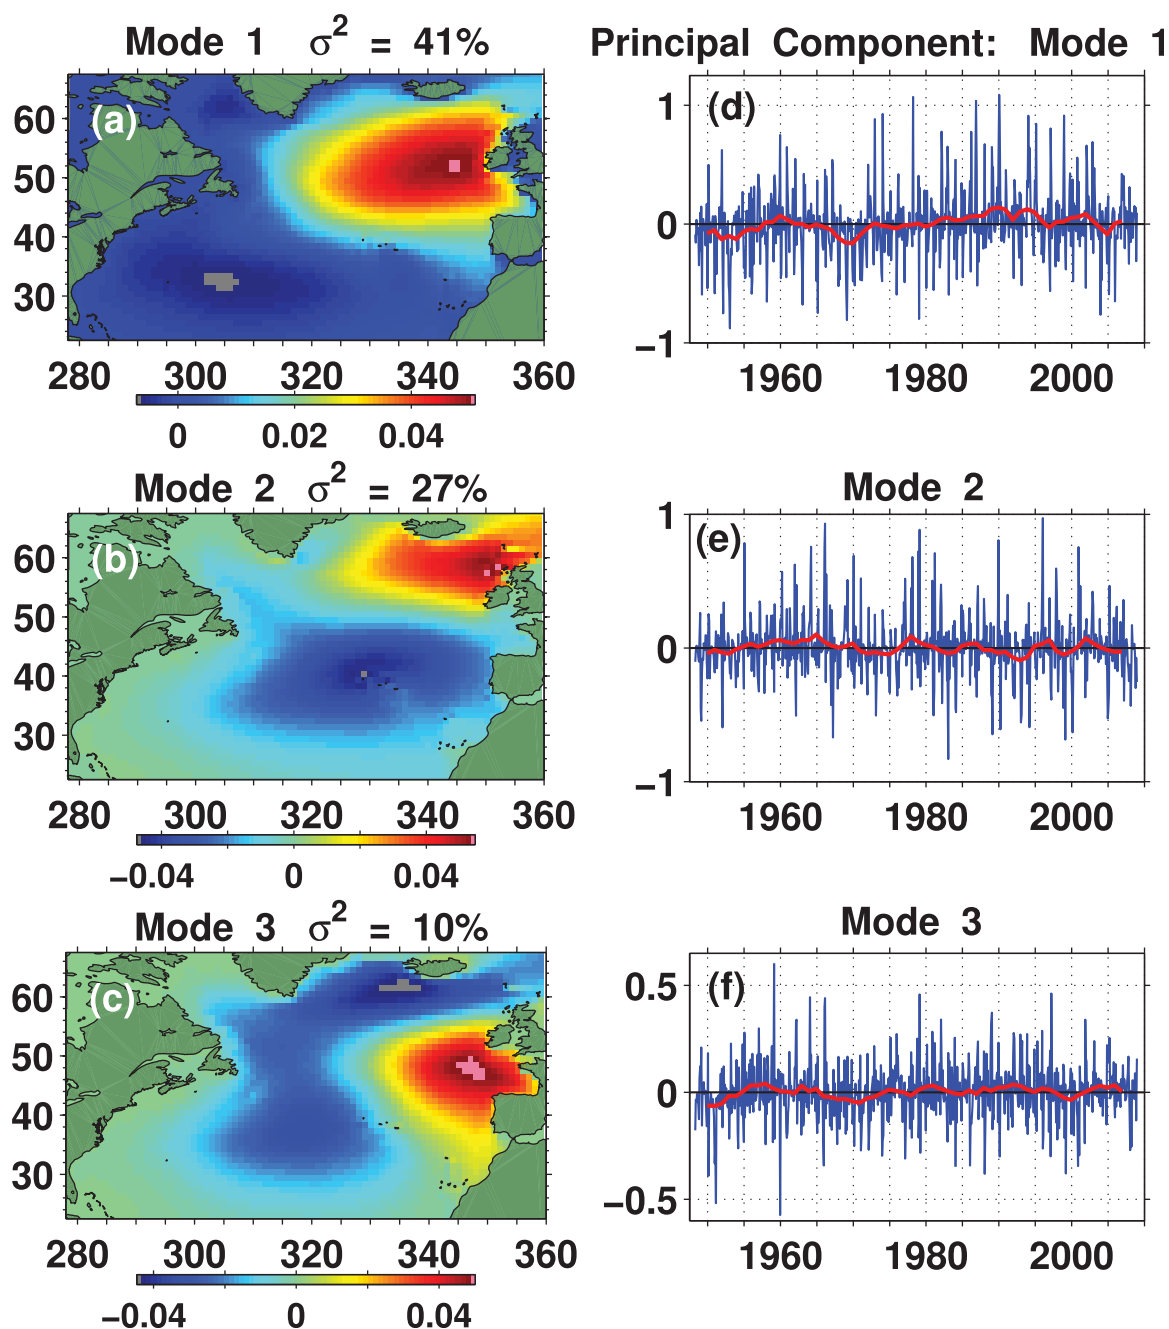 Mode 1 σ² = 41%
Principal Component: Mode 1
(a)
60
50
40
30
280 300 320 340 360
0 0.02 0.04
(d)
1
0
−1
1960 1980 2000
Mode 2 σ² = 27%
(b)
60
50
40
30
280 300 320 340 360
−0.04 0 0.04
Mode 2
(e)
1
0
−1
1960 1980 2000
Mode 3 σ² = 10%
(c)
60
50
40
30
280 300 320 340 360
−0.04 0 0.04
Mode 3
(f)
0.5
0
−0.5
1960 1980 2000